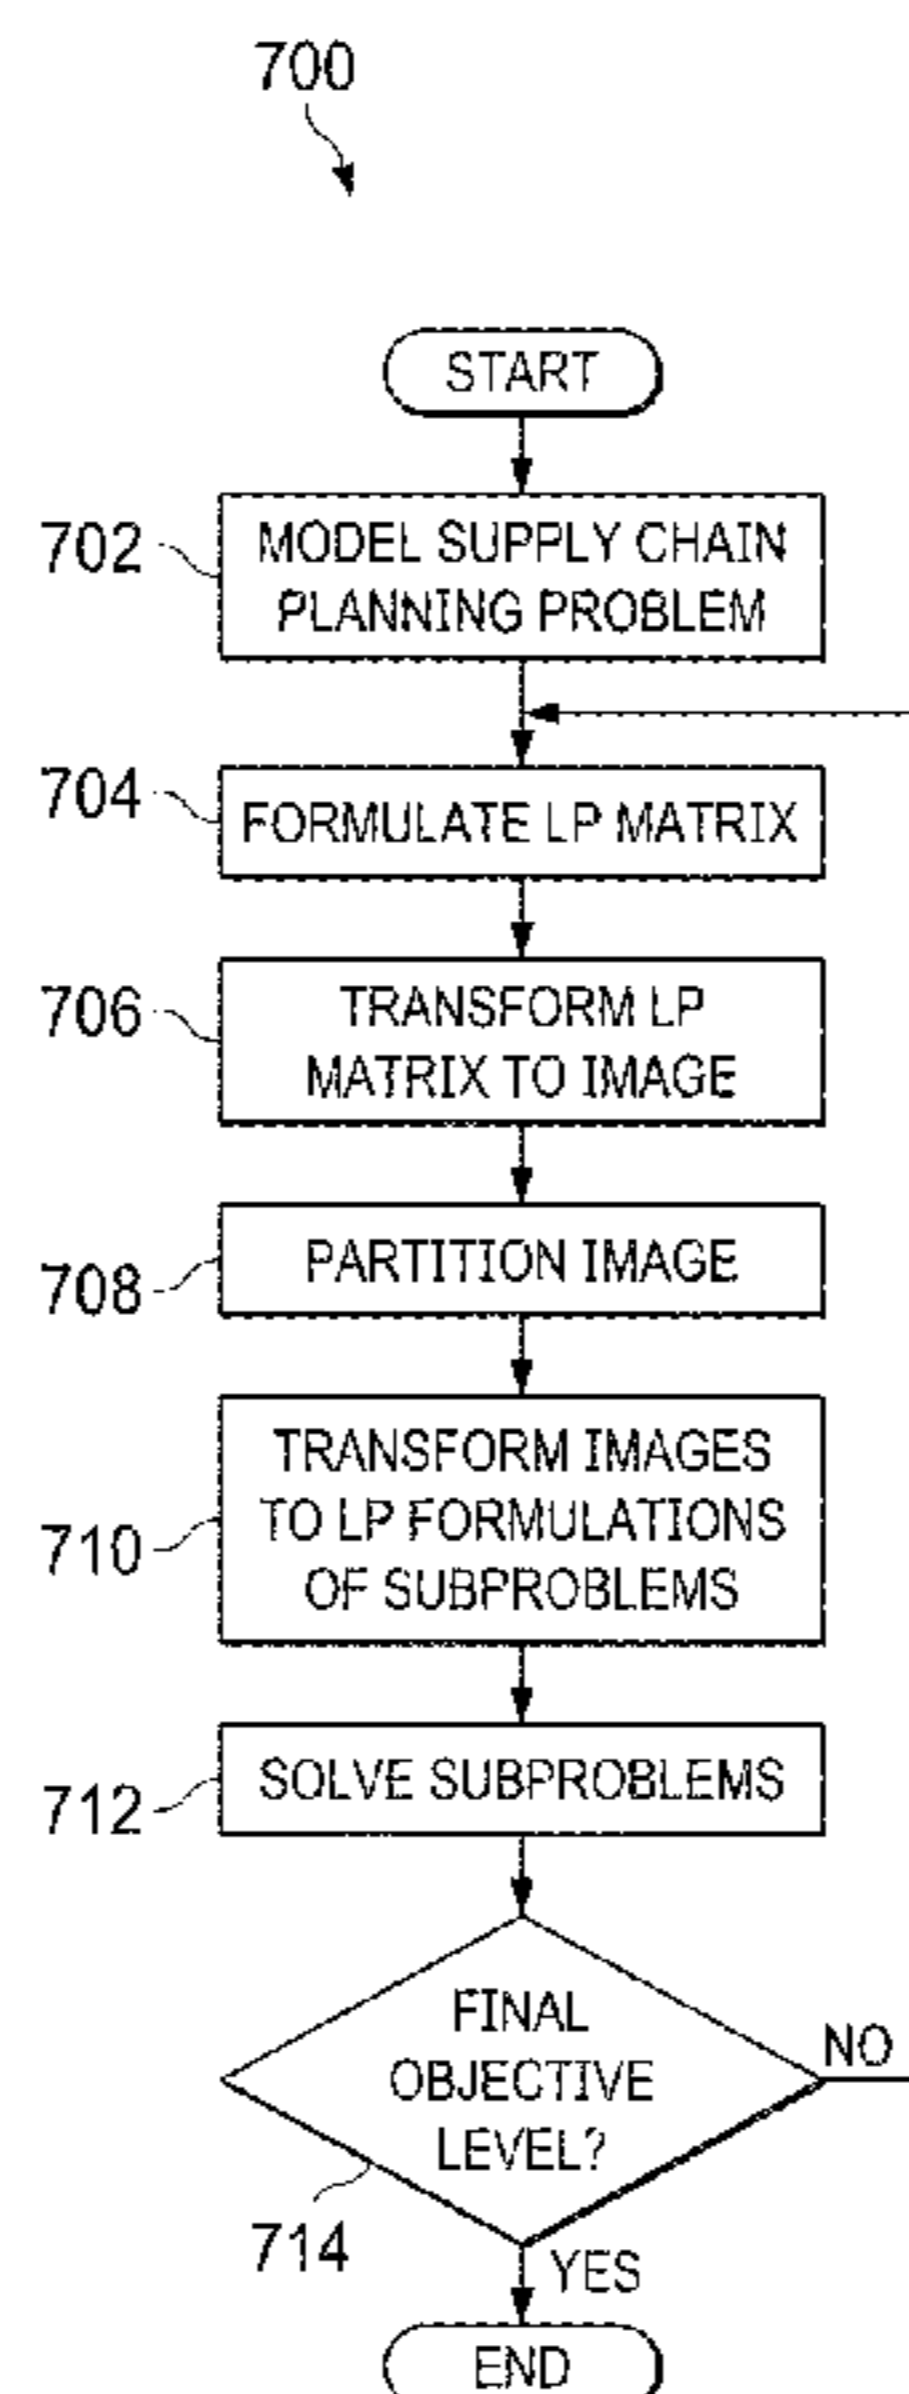 700
START
702
MODEL SUPPLY CHAIN
PLANNING PROBLEM
704
FORMULATE LP MATRIX
706
TRANSFORM LP
MATRIX TO IMAGE
708
PARTITION IMAGE
710
TRANSFORM IMAGES
TO LP FORMULATIONS
OF SUBPROBLEMS
712
SOLVE SUBPROBLEMS
FINAL
OBJECTIVE
LEVEL?
NO
714
YES
END